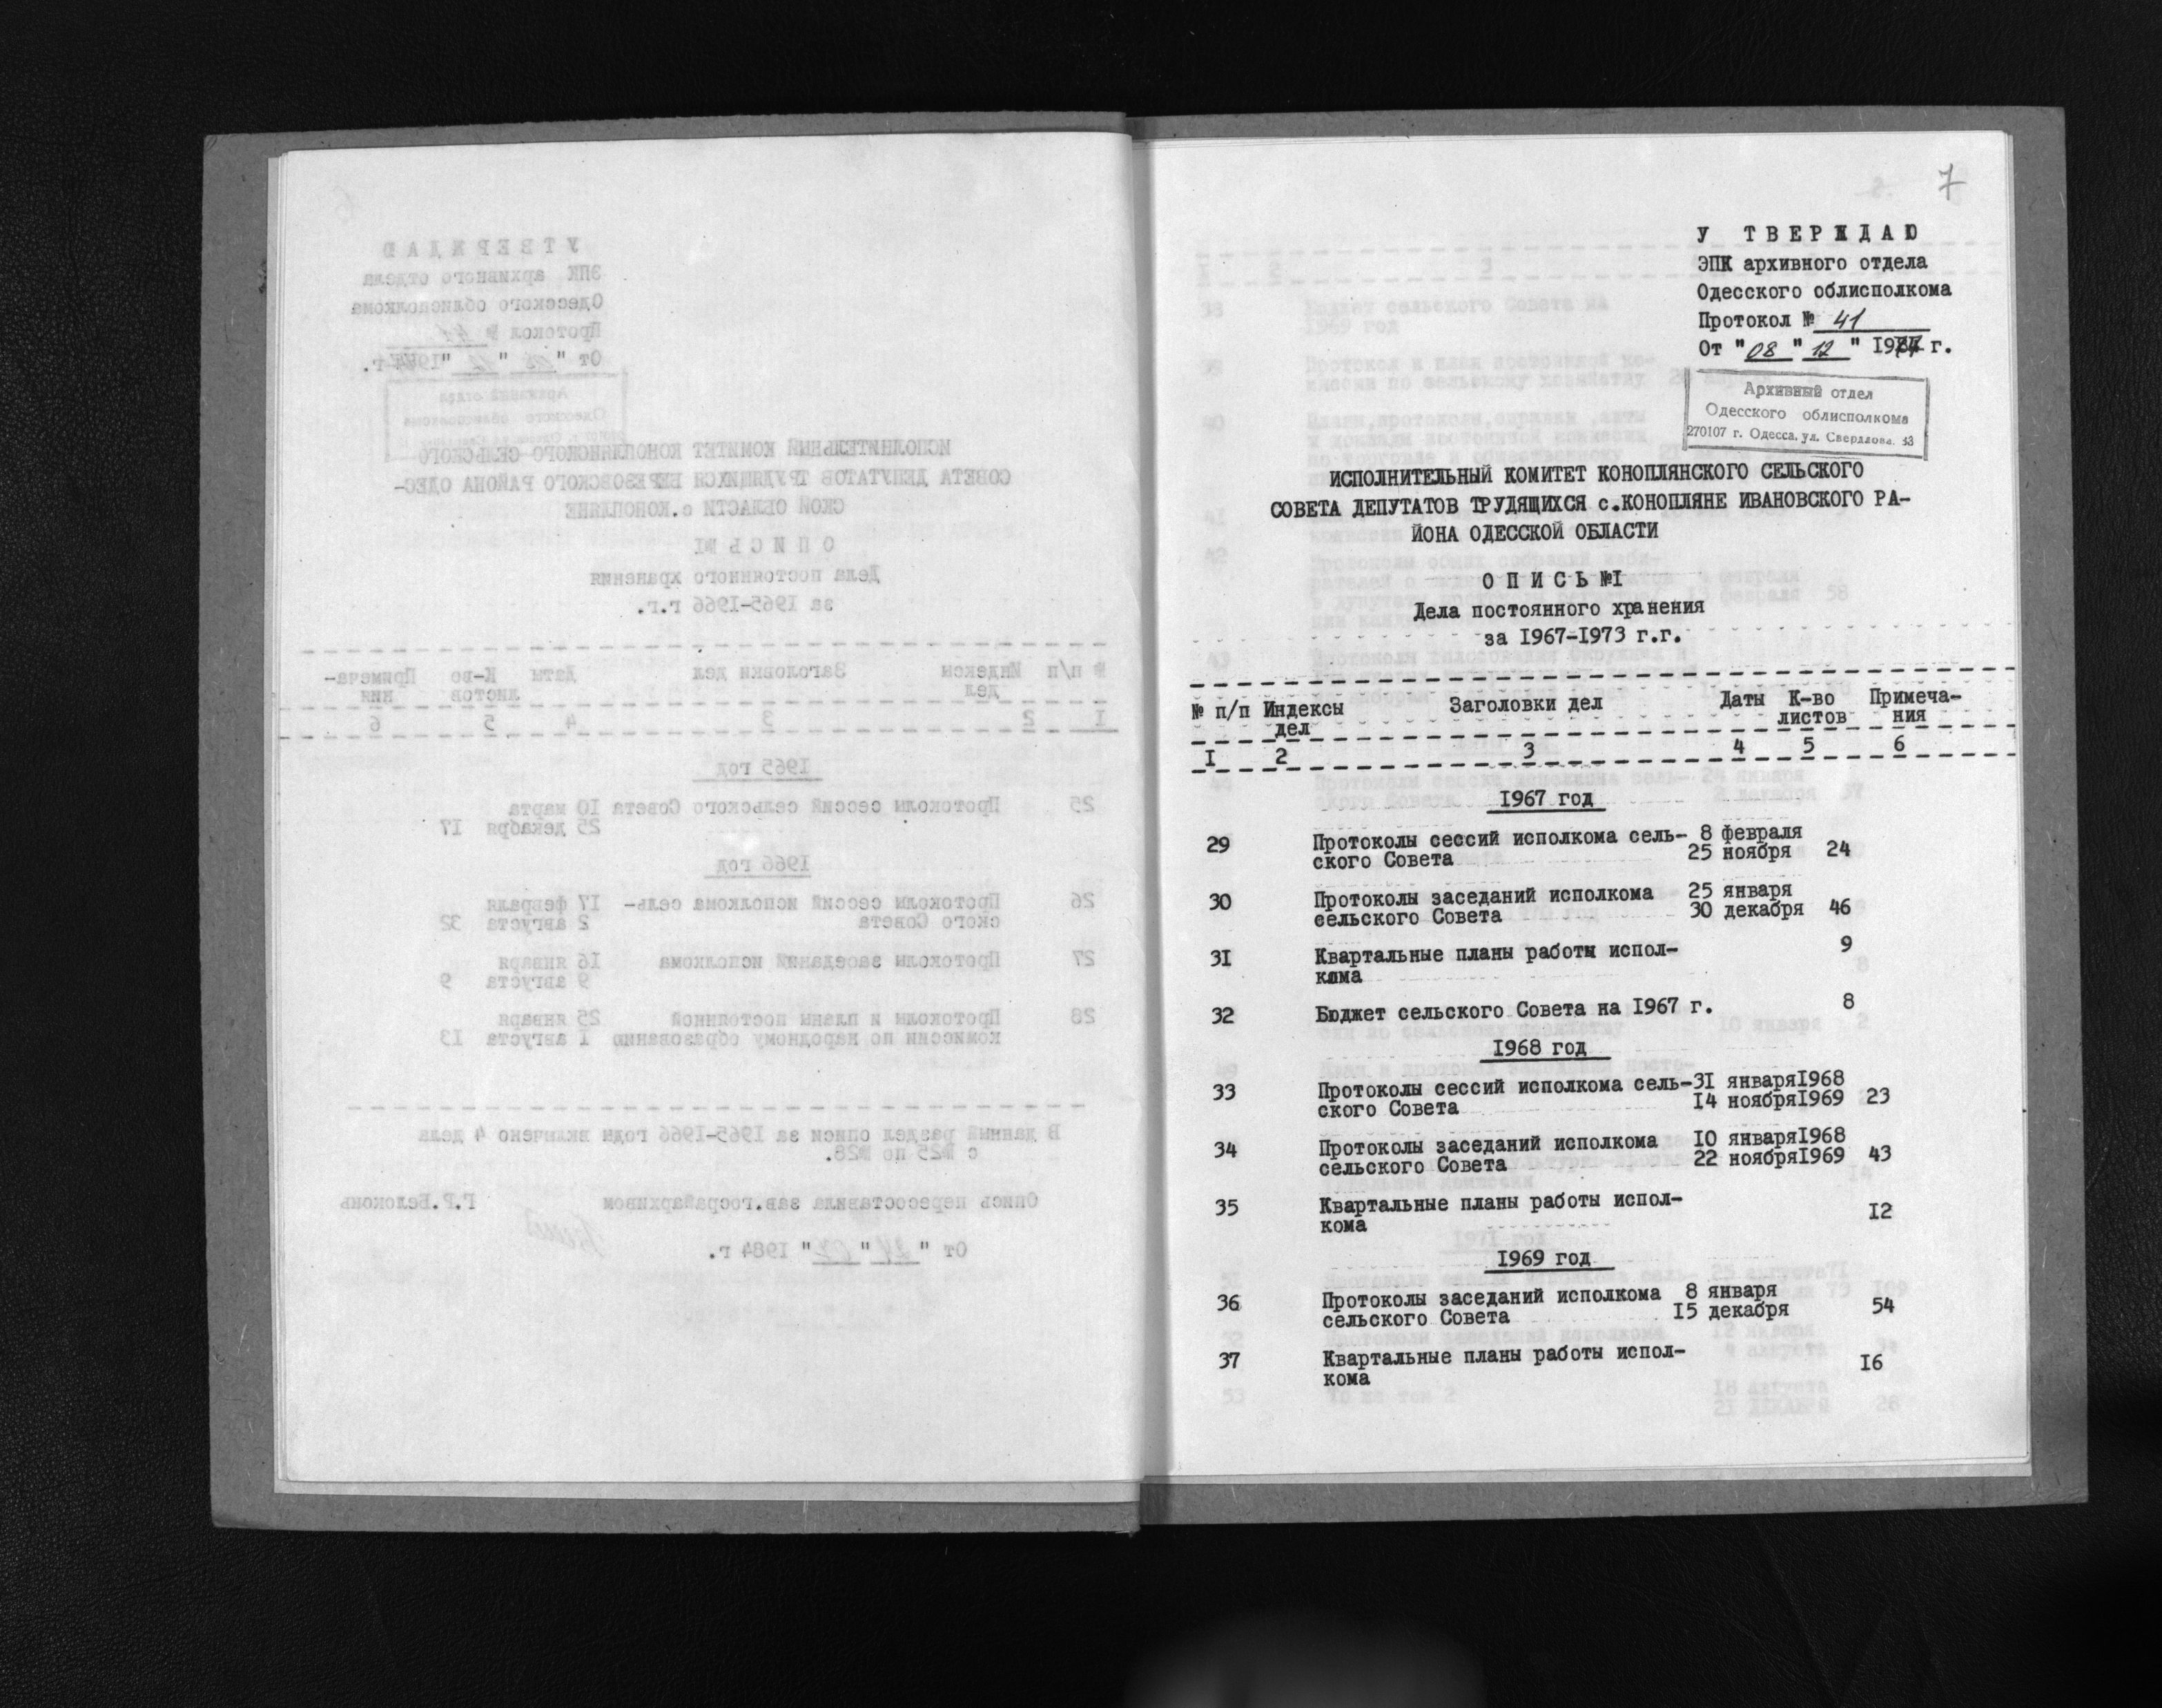 7
У ТВЕРЖДАЮ
ЭПК архивного отдела
Одесского облисполкома
Протокол № 41
От "08" "12" 19 г.
Архивный отдел
Одесского облисполкома
270107 г. Одесса, ул. Свердлова, 33
ИСПОЛНИТЕЛЬНЫЙ КОМИТЕТ КОНОПЛЯНСКОГО СЕЛЬСКОГО
СОВЕТА ДЕПУТАТОВ ТРУДЯЩИХСЯ с.КОНОПЛЯНЕ ИВАНОВСКОГО РА-
ЙОНА ОДЕССКОЙ ОБЛАСТИ
О П И С Ь №I
Дела постоянного хранения
за I967-I973 г.г.
№ п/п Индексы дел Заголовки дел Даты К-во листов Примеча-ния
I 2 3 4 5 6
I967 год
29 Протоколы сессий исполкома сель- 8 февраля
ского Совета 25 ноября 24
30 Протоколы заседаний исполкома 25 января
сельского Совета 30 декабря 46
3I Квартальные планы работы испол- 9
кома
32 Бюджет сельского Совета на I967 г. 8
I968 год
33 Протоколы сессий исполкома сель-3I январяI968
ского Совета I4 ноябряI969 23
34 Протоколы заседаний исполкома I0 январяI968
сельского Совета 22 ноябряI969 43
35 Квартальные планы работы испол-
кома I2
I969 год
36 Протоколы заседаний исполкома 8 января
сельского Совета I5 декабря 54
37 Квартальные планы работы испол-
кома I6